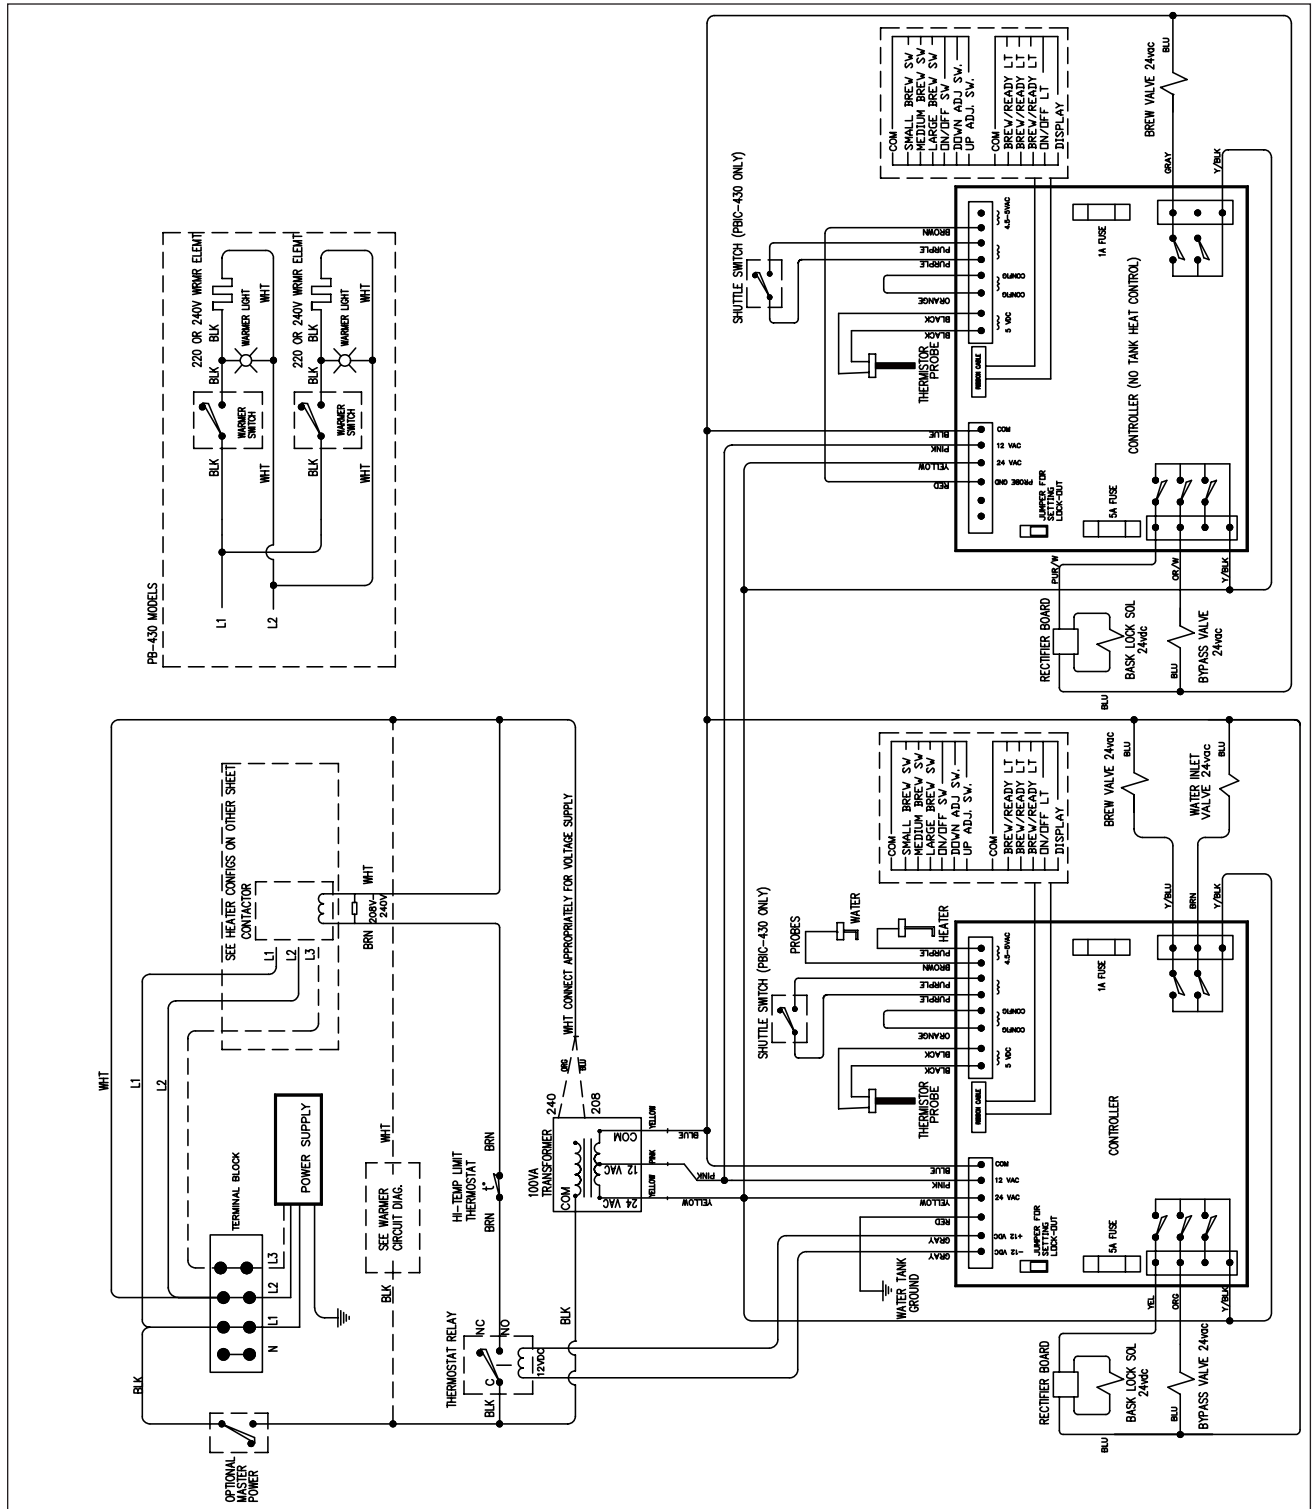 PB-430 MODELS
L1
L2
BLK
WHT
BLK
WHT
WARMER
SWITCH
WARMER
SWITCH
BLK
BLK
BLK
BLK
WARMER LIGHT
WARMER LIGHT
WHT
WHT
220 OR 240V WRMR ELEMT
220 OR 240V WRMR ELEMT
OPTIONAL
MASTER
POWER
BLK
TERMINAL BLOCK
N
L1
L2
L3
POWER SUPPLY
WHT
L1
L2
SEE HEATER CONFIGS ON OTHER SHEET
CONTACTOR
L1
L2
L3
208V-
240V
BRN
WHT
BLK
SEE WARMER
CIRCUIT DIAG.
WHT
THERMOSTAT RELAY
BLK
C
NC
NO
12VDC
BRN
HI-TEMP LIMIT
THERMOSTAT
t°
BRN
BLK
100VA
TRANSFORMER
COM
240
208
ORG
BLU
WHT CONNECT APPROPRIATELY FOR VOLTAGE SUPPLY
24 VAC
12 VAC
COM
YELLOW
PINK
YELLOW
YELLOW
PINK
BLUE
SHUTTLE SWITCH (PBIC-430 ONLY)
COM
SMALL BREW SW
MEDIUM BREW SW
LARGE BREW SW
ON/OFF SW
DOWN ADJ SW.
UP ADJ. SW.
COM
BREW/READY LT
BREW/READY LT
BREW/READY LT
ON/OFF LT
DISPLAY
THERMISTOR
PROBE
BROWN
PURPLE
PURPLE
ORANGE
BLACK
BLACK
4.5-5VAC
CONFIG
CONFIG
5 VDC
RIBBON CABLE
BLUE
PINK
YELLOW
RED
COM
12 VAC
24 VAC
PROBE GND
JUMPER FOR
SETTING
LOCK-OUT
1A FUSE
5A FUSE
CONTROLLER (NO TANK HEAT CONTROL)
BREW VALVE 24vac
BLU
GRAY
Y/BLK
PUR/W
OR/W
Y/BLK
RECTIFIER BOARD
BASK LOCK SOL
24vdc
BYPASS VALVE
24vac
BLU
BLU
SHUTTLE SWITCH (PBIC-430 ONLY)
PROBES
WATER
HEATER
COM
SMALL BREW SW
MEDIUM BREW SW
LARGE BREW SW
ON/OFF SW
DOWN ADJ SW.
UP ADJ. SW.
COM
BREW/READY LT
BREW/READY LT
BREW/READY LT
ON/OFF LT
DISPLAY
THERMISTOR
PROBE
PURPLE
BROWN
PURPLE
PURPLE
ORANGE
BLACK
BLACK
4.5-5VAC
CONFIG
CONFIG
5 VDC
RIBBON CABLE
BLUE
PINK
YELLOW
RED
GRAY
GRAY
COM
12 VAC
24 VAC
+12 VDC
-12 VDC
WATER TANK
GROUND
JUMPER FOR
SETTING
LOCK-OUT
1A FUSE
5A FUSE
CONTROLLER
BREW VALVE 24vac
BLU
WATER INLET
VALVE 24vac
BLU
Y/BLU
BRN
Y/BLK
YEL
ORG
Y/BLK
RECTIFIER BOARD
BASK LOCK SOL
24vdc
BYPASS VALVE 24vac
BLU
BLU